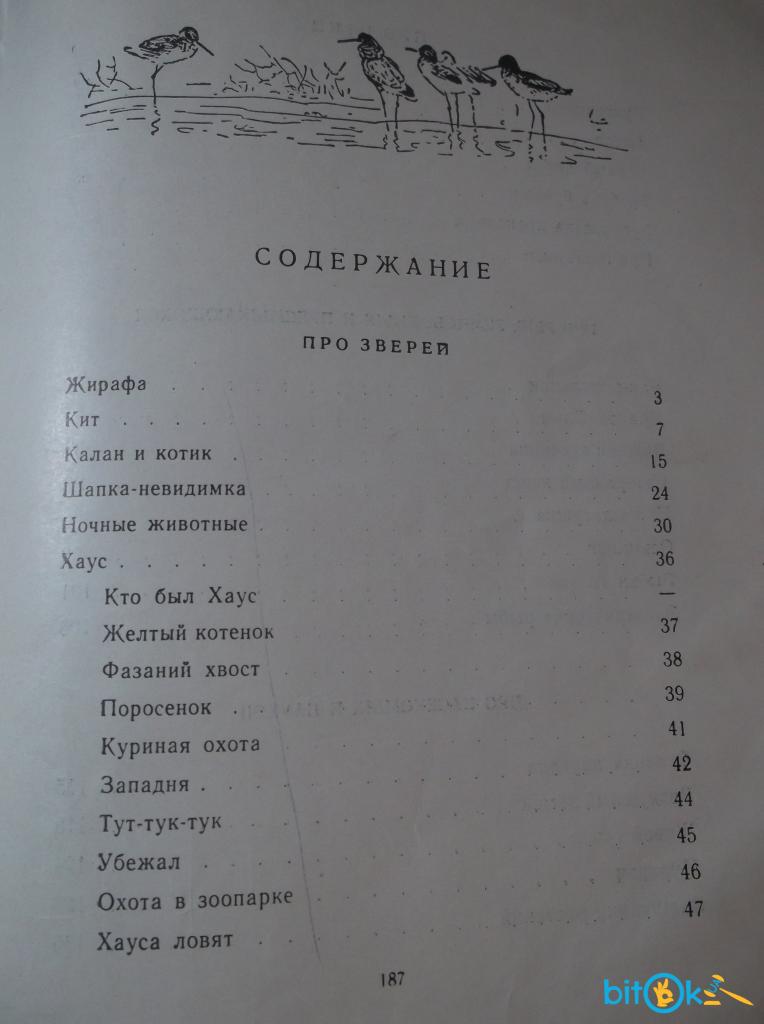 СОДЕРЖАНИЕ
ПРО ЗВЕРЕЙ
Жирафа . . . . . . . . . . . . 3
Кит . . . . . . . . . . . . 7
Калан и котик . . . . . . . . . . . . 15
Шапка-невидимка . . . . . . . . . . . . 24
Ночные животные . . . . . . . . . . . . 30
Хаус . . . . . . . . . . . . 36
Кто был Хаус . . . . . . . . . . . . —
Желтый котенок . . . . . . . . . . . . 37
Фазаний хвост . . . . . . . . . . . . 38
Поросенок . . . . . . . . . . . . 39
Куриная охота . . . . . . . . . . . . 41
Западня . . . . . . . . . . . . 42
Тут-тук-тук . . . . . . . . . . . . 44
Убежал . . . . . . . . . . . . 45
Охота в зоопарке . . . . . . . . . . . . 46
Хауса ловят . . . . . . . . . . . . 47
187
bitok UA